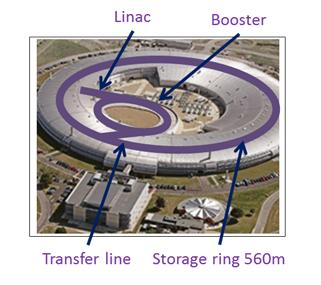 Linac
Booster
Transfer line
Storage ring 560m